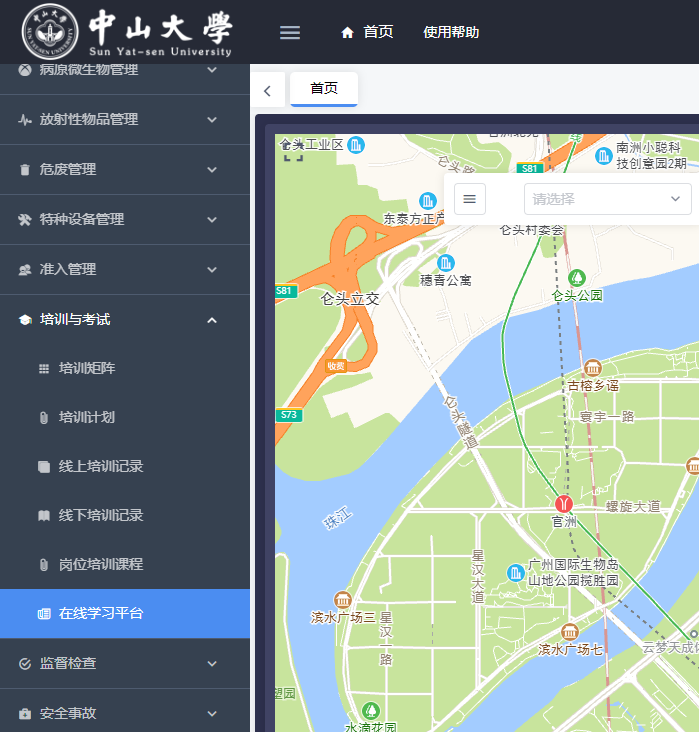 中山大學
Sun Yat-sen University
首页
使用帮助
病原微生物管理
放射性物品管理
危废管理
特种设备管理
准入管理
培训与考试
培训矩阵
培训计划
线上培训记录
线下培训记录
岗位培训课程
在线学习平台
监督检查
安全事故
首页
请选择
仑头工业区
仑头路
S81
南洲小聪科
技创意园2期
东泰方正产
仑头村委会
穗青公寓
仑头公园
S81
仑头立交
收费
古榕乡谣
S73
仑头隧道
寰宇一路
螺旋大道
官洲
珠江
星汉大道
广州国际生物岛
山地公园揽胜园
滨水广场三
星汉一路
滨水广场七
云梦天成
塑园
水滴花园